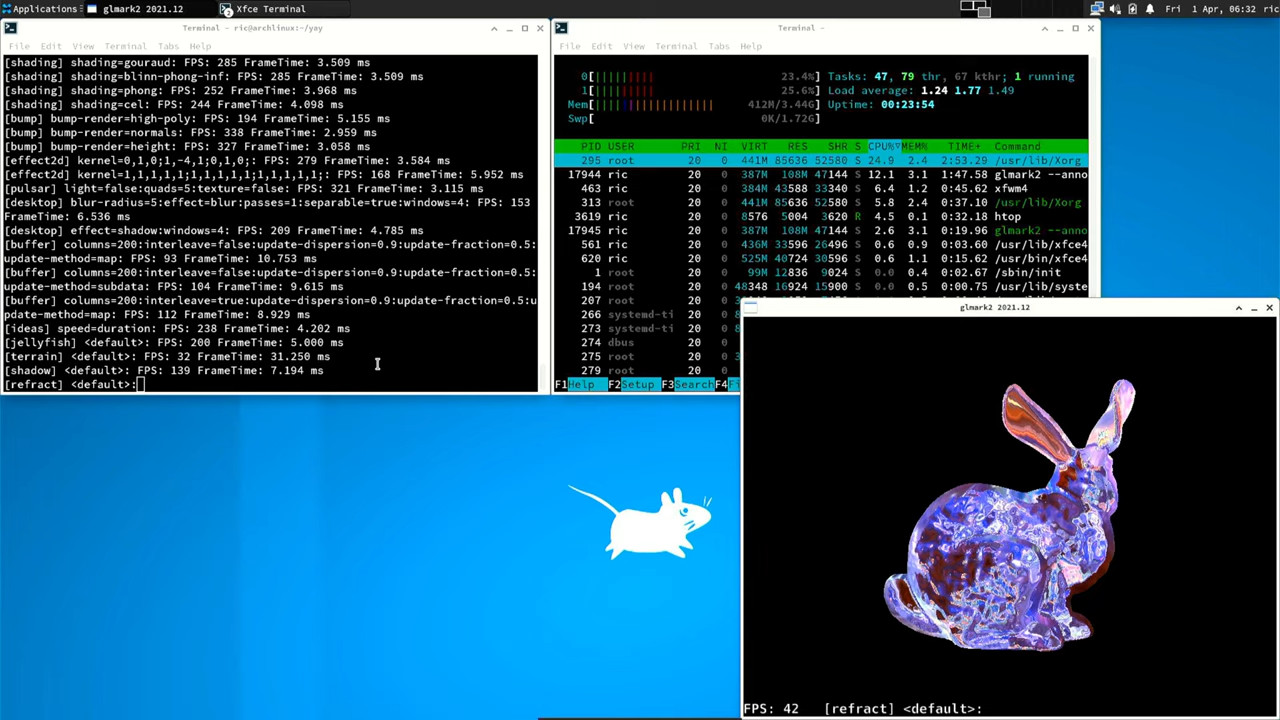 Applications
glmark2 2021.12
Xfce Terminal
Fri 1 Apr, 06:32 ric
Terminal - ric@archlinux:~/yay
File Edit View Terminal Tabs Help
[shading] shading=gouraud: FPS: 285 FrameTime: 3.509 ms
[shading] shading=blinn-phong-inf: FPS: 285 FrameTime: 3.509 ms
[shading] shading=phong: FPS: 252 FrameTime: 3.968 ms
[shading] shading=cel: FPS: 244 FrameTime: 4.098 ms
[bump] bump-render=high-poly: FPS: 194 FrameTime: 5.155 ms
[bump] bump-render=normals: FPS: 338 FrameTime: 2.959 ms
[bump] bump-render=height: FPS: 327 FrameTime: 3.058 ms
[effect2d] kernel=0,1,0;1,-4,1;0,1,0;: FPS: 279 FrameTime: 3.584 ms
[effect2d] kernel=1,1,1,1,1;1,1,1,1,1;1,1,1,1,1;: FPS: 168 FrameTime: 5.952 ms
[pulsar] light=false:quads=5:texture=false: FPS: 321 FrameTime: 3.115 ms
[desktop] blur-radius=5:effect=blur:passes=1:separable=true:windows=4: FPS: 153
FrameTime: 6.536 ms
[desktop] effect=shadow:windows=4: FPS: 209 FrameTime: 4.785 ms
[buffer] columns=200:interleave=false:update-dispersion=0.9:update-fraction=0.5:
update-method=map: FPS: 93 FrameTime: 10.753 ms
[buffer] columns=200:interleave=false:update-dispersion=0.9:update-fraction=0.5:
update-method=subdata: FPS: 104 FrameTime: 9.615 ms
[buffer] columns=200:interleave=true:update-dispersion=0.9:update-fraction=0.5:u
pdate-method=map: FPS: 112 FrameTime: 8.929 ms
[ideas] speed=duration: FPS: 238 FrameTime: 4.202 ms
[jellyfish] <default>: FPS: 200 FrameTime: 5.000 ms
[terrain] <default>: FPS: 32 FrameTime: 31.250 ms
[shadow] <default>: FPS: 139 FrameTime: 7.194 ms
[refract] <default>:
Terminal -
File Edit View Terminal Tabs Help
0[|||||||||| 23.4%] Tasks: 47, 79 thr, 67 kthr; 1 running
1[|||||||||| 25.6%] Load average: 1.24 1.77 1.49
Mem[||||||||||||||||||||| 412M/3.44G] Uptime: 00:23:54
Swp[ 0K/1.72G]
PID USER PRI NI VIRT RES SHR S CPU%▽MEM% TIME+ Command
295 root 20 0 441M 85636 52580 S 24.9 2.4 2:53.29 /usr/lib/Xorg
17944 ric 20 0 387M 108M 47144 S 12.1 3.1 1:47.58 glmark2 --anno
463 ric 20 0 384M 43588 33340 S 6.4 1.2 0:45.62 xfwm4
313 root 20 0 441M 85636 52580 S 5.8 2.4 0:37.10 /usr/lib/Xorg
3619 ric 20 0 8576 5004 3620 R 4.5 0.1 0:32.18 htop
17945 ric 20 0 387M 108M 47144 S 2.6 3.1 0:19.96 glmark2 --anno
561 ric 20 0 436M 33596 26496 S 0.6 0.9 0:03.60 /usr/lib/xfce4
620 ric 20 0 525M 40724 30596 S 0.6 1.1 0:15.62 /usr/lib/xfce4
1 root 20 0 99M 12836 9024 S 0.0 0.4 0:02.67 /sbin/init
194 root 20 0 48348 16924 15900 S 0.0 0.5 0:00.75 /usr/lib/syste
207 root 20
266 systemd-ti 20
273 systemd-ti 20
274 dbus 20
275 root 20
279 root 20
F1Help F2Setup F3Search F4Fi
glmark2 2021.12
FPS: 42 [refract] <default>: